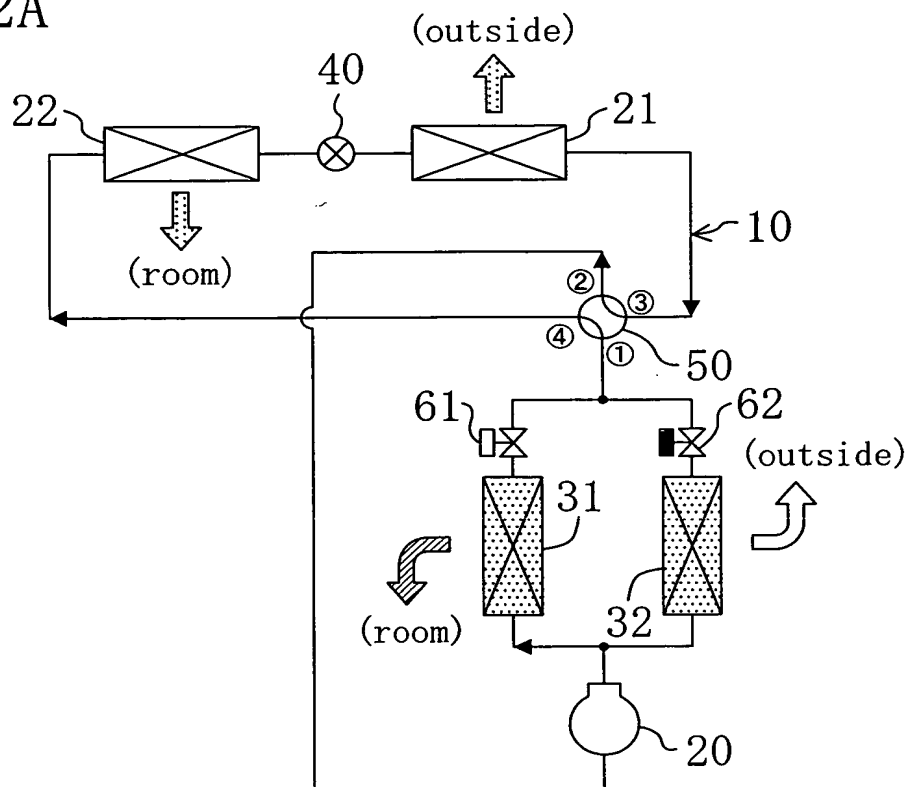 2A
(outside)
40
22
21
10
(room)
②
③
④
①
50
61
62
(outside)
31
32
(room)
20